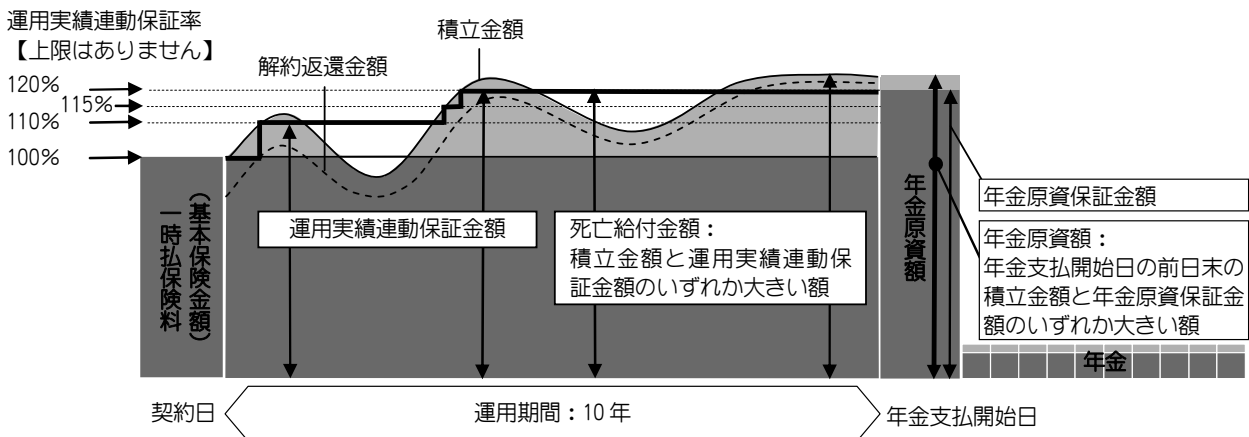 運用実績連動保証率
【上限はありません】
積立金額
解約返還金額
120%
115%
110%
100%
一時払保険料
（基本保険金額）
運用実績連動保証金額
死亡給付金額：
積立金額と運用実績連動保
証金額のいずれか大きい額
年金原資額
年金原資保証金額
年金原資額：
年金支払開始日の前日末の
積立金額と年金原資保証金
額のいずれか大きい額
年金
契約日
運用期間：10年
年金支払開始日